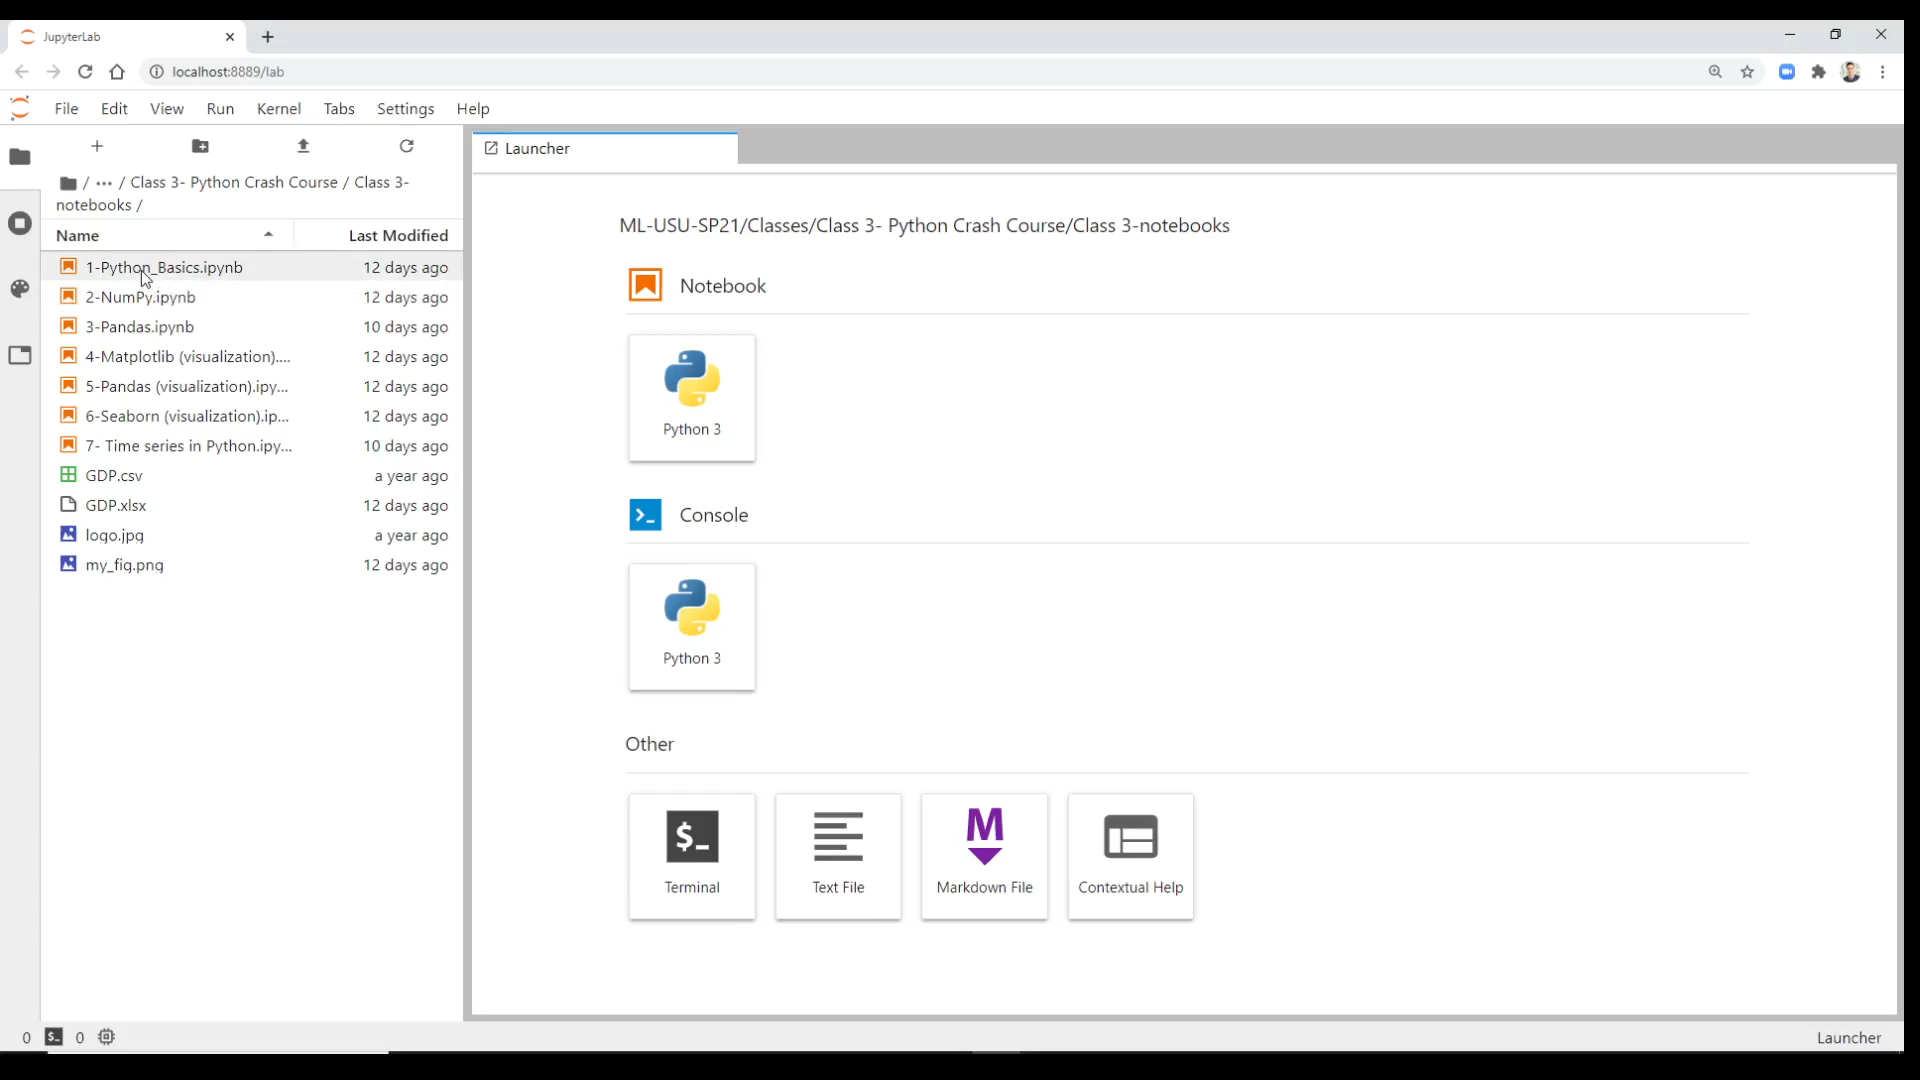 JupyterLab
localhost:8889/lab
File Edit View Run Kernel Tabs Settings Help
/ ··· / Class 3- Python Crash Course / Class 3-
notebooks /
Name Last Modified
1-Python_Basics.ipynb 12 days ago
2-NumPy.ipynb 12 days ago
3-Pandas.ipynb 10 days ago
4-Matplotlib (visualization).... 12 days ago
5-Pandas (visualization).ipy... 12 days ago
6-Seaborn (visualization).ip... 12 days ago
7- Time series in Python.ipy... 10 days ago
GDP.csv a year ago
GDP.xlsx 12 days ago
logo.jpg a year ago
my_fig.png 12 days ago
Launcher
ML-USU-SP21/Classes/Class 3- Python Crash Course/Class 3-notebooks
Notebook
Python 3
>_ Console
Python 3
Other
$_ M
Terminal Text File Markdown File Contextual Help
0 $_ 0 Launcher